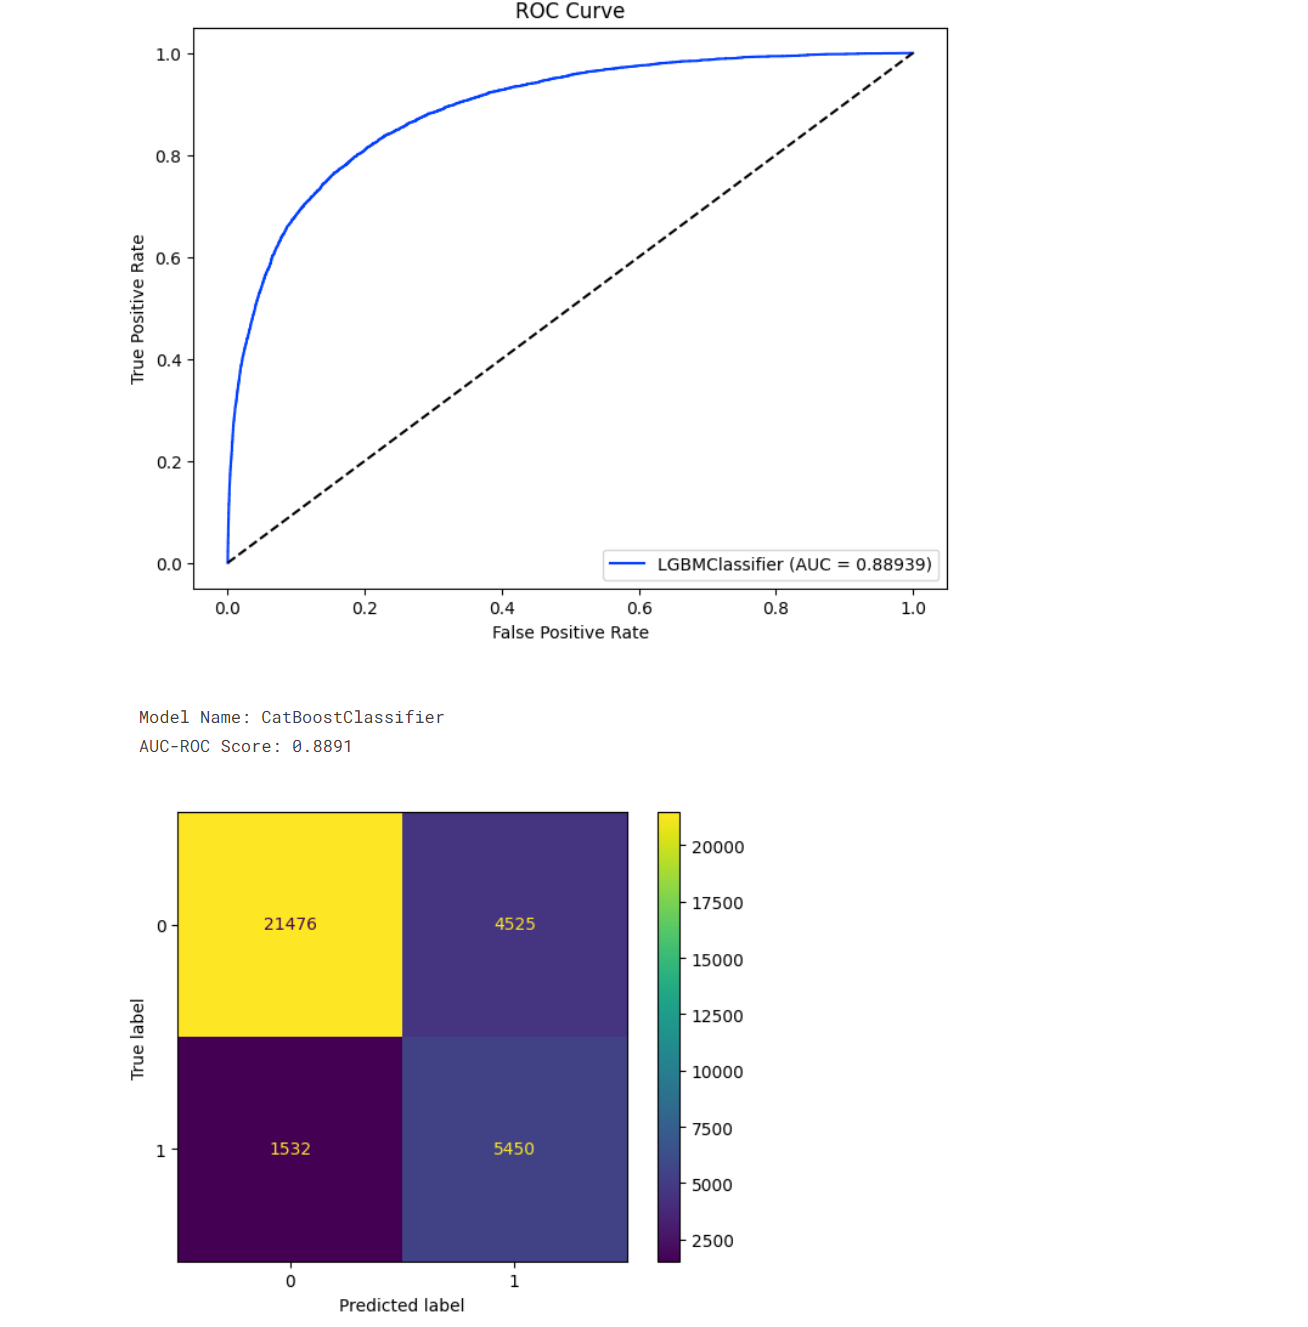 ROC Curve
1.0
0.8
0.6
0.4
0.2
0.0
True Positive Rate
LGBMClassifier (AUC = 0.88939)
0.0 0.2 0.4 0.6 0.8 1.0
False Positive Rate
Model Name: CatBoostClassifier
AUC-ROC Score: 0.8891
0
1
True label
21476 4525
1532 5450
0 1
Predicted label
20000
17500
15000
12500
10000
7500
5000
2500